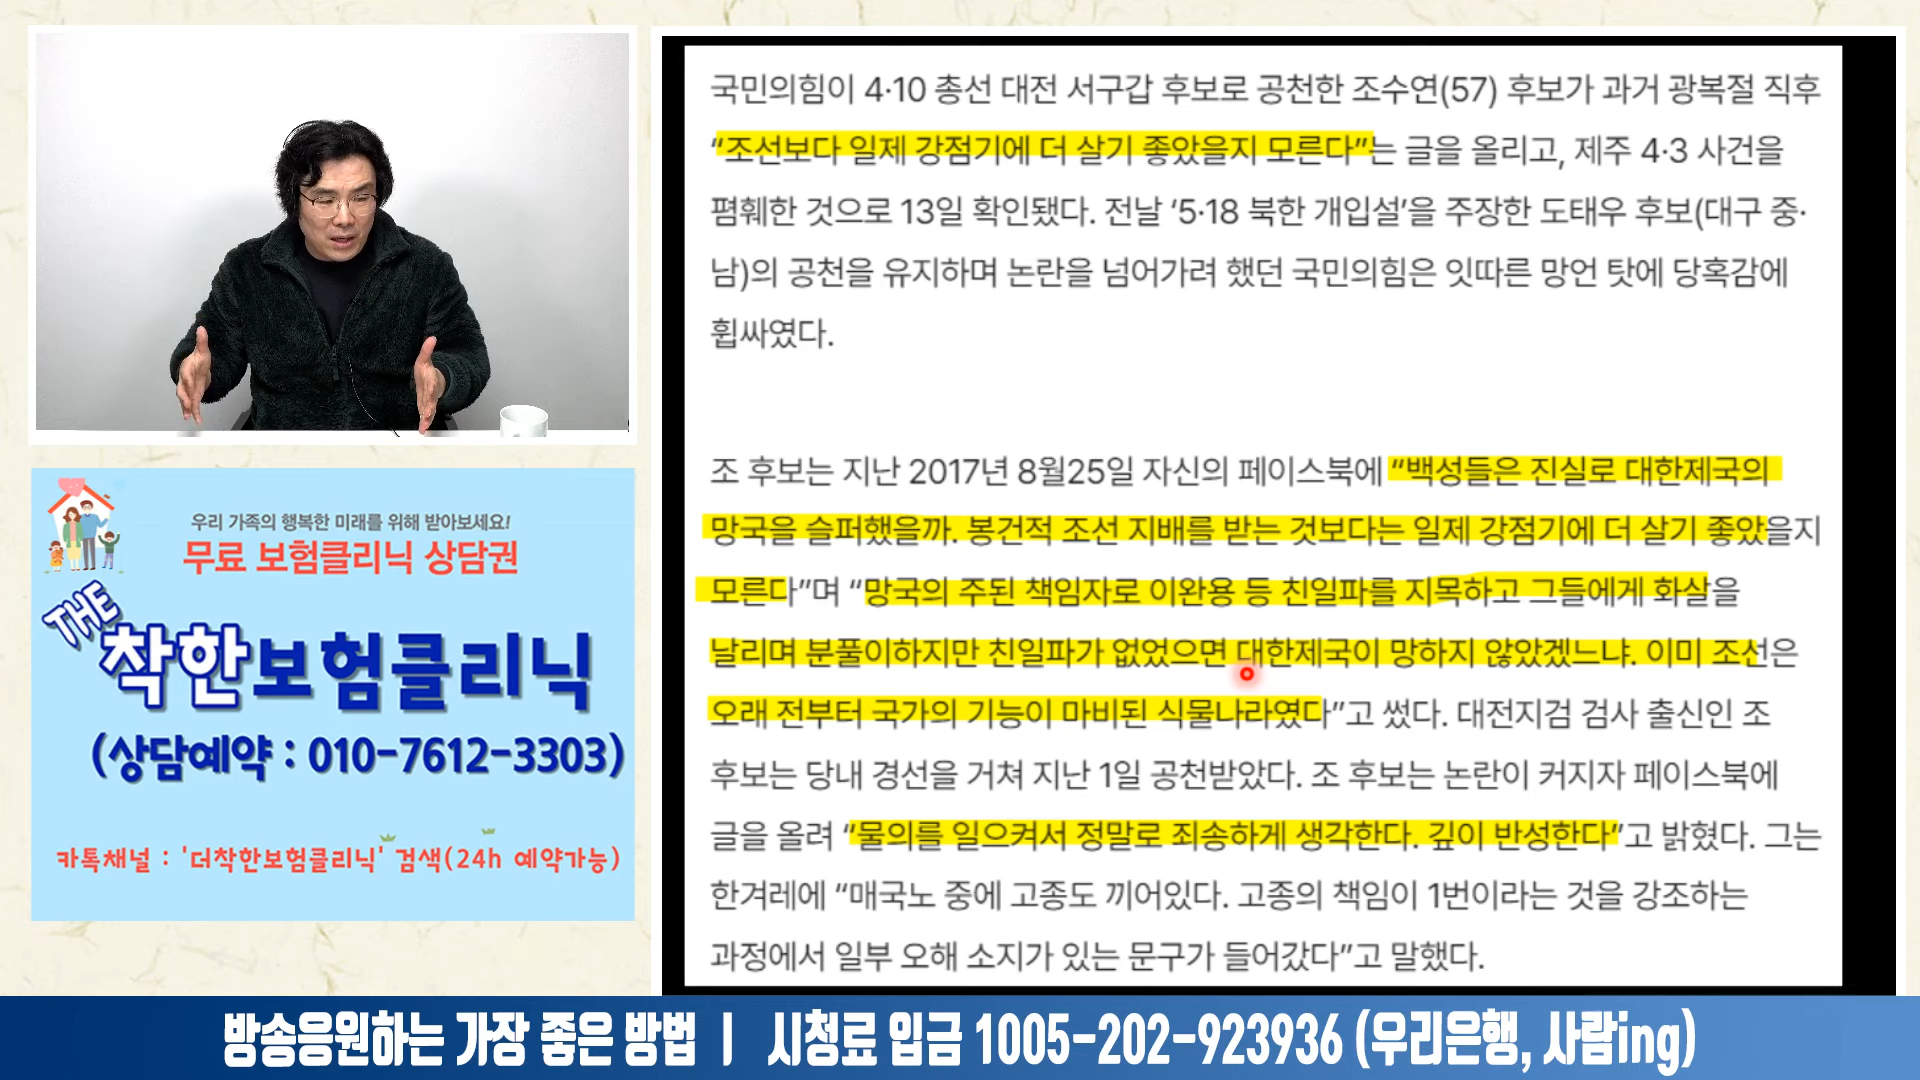 국민의힘이 4·10 총선 대전 서구갑 후보로 공천한 조수연(57) 후보가 과거 광복절 직후
“조선보다 일제 강점기에 더 살기 좋았을지 모른다”는 글을 올리고, 제주 4·3 사건을
폄훼한 것으로 13일 확인됐다. 전날 ‘5·18 북한 개입설’을 주장한 도태우 후보(대구 중·
남)의 공천을 유지하며 논란을 넘어가려 했던 국민의힘은 잇따른 망언 탓에 당혹감에
휩싸였다.
조 후보는 지난 2017년 8월25일 자신의 페이스북에 “백성들은 진실로 대한제국의
망국을 슬퍼했을까. 봉건적 조선 지배를 받는 것보다는 일제 강점기에 더 살기 좋았을지
모른다”며 “망국의 주된 책임자로 이완용 등 친일파를 지목하고 그들에게 화살을
날리며 분풀이하지만 친일파가 없었으면 대한제국이 망하지 않았겠느냐. 이미 조선은
오래 전부터 국가의 기능이 마비된 식물나라였다”고 썼다. 대전지검 검사 출신인 조
후보는 당내 경선을 거쳐 지난 1일 공천받았다. 조 후보는 논란이 커지자 페이스북에
글을 올려 “물의를 일으켜서 정말로 죄송하게 생각한다. 깊이 반성한다”고 밝혔다. 그는
한겨레에 “매국노 중에 고종도 끼어있다. 고종의 책임이 1번이라는 것을 강조하는
과정에서 일부 오해 소지가 있는 문구가 들어갔다”고 말했다.
우리 가족의 행복한 미래를 위해 받아보세요!
무료 보험클리닉 상담권
THE
착한보험클리닉
(상담예약 : 010-7612-3303)
카톡채널 : '더착한보험클리닉' 검색(24h 예약가능)
방송응원하는 가장 좋은 방법 ㅣ 시청료 입금 1005-202-923936 (우리은행, 사람ing)